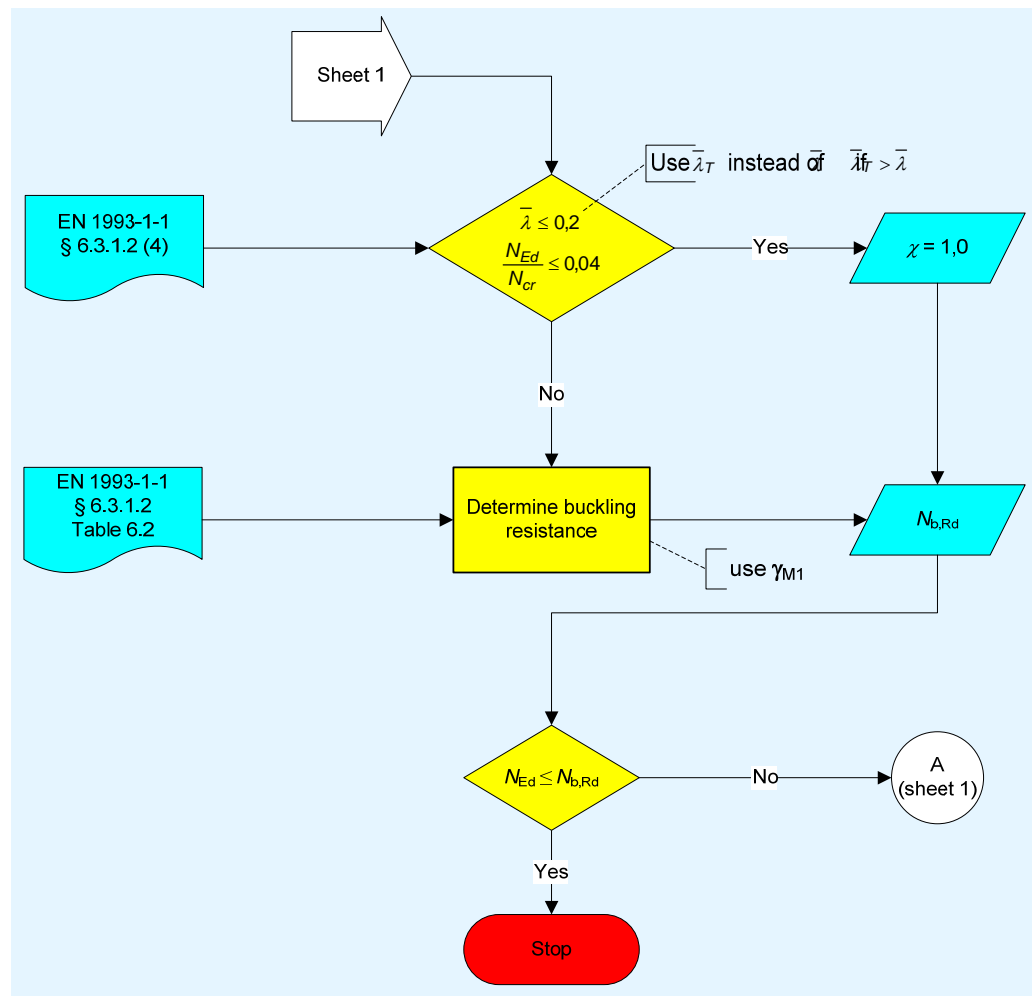 Sheet 1
Use λ̄T instead of λ̄ if λ̄T > λ̄
EN 1993-1-1
§ 6.3.1.2 (4)
λ̄ ≤ 0,2
NEd/Ncr ≤ 0,04
Yes
χ = 1,0
No
EN 1993-1-1
§ 6.3.1.2
Table 6.2
Determine buckling
resistance
Nb,Rd
use γM1
NEd ≤ Nb,Rd
No
A
(sheet 1)
Yes
Stop